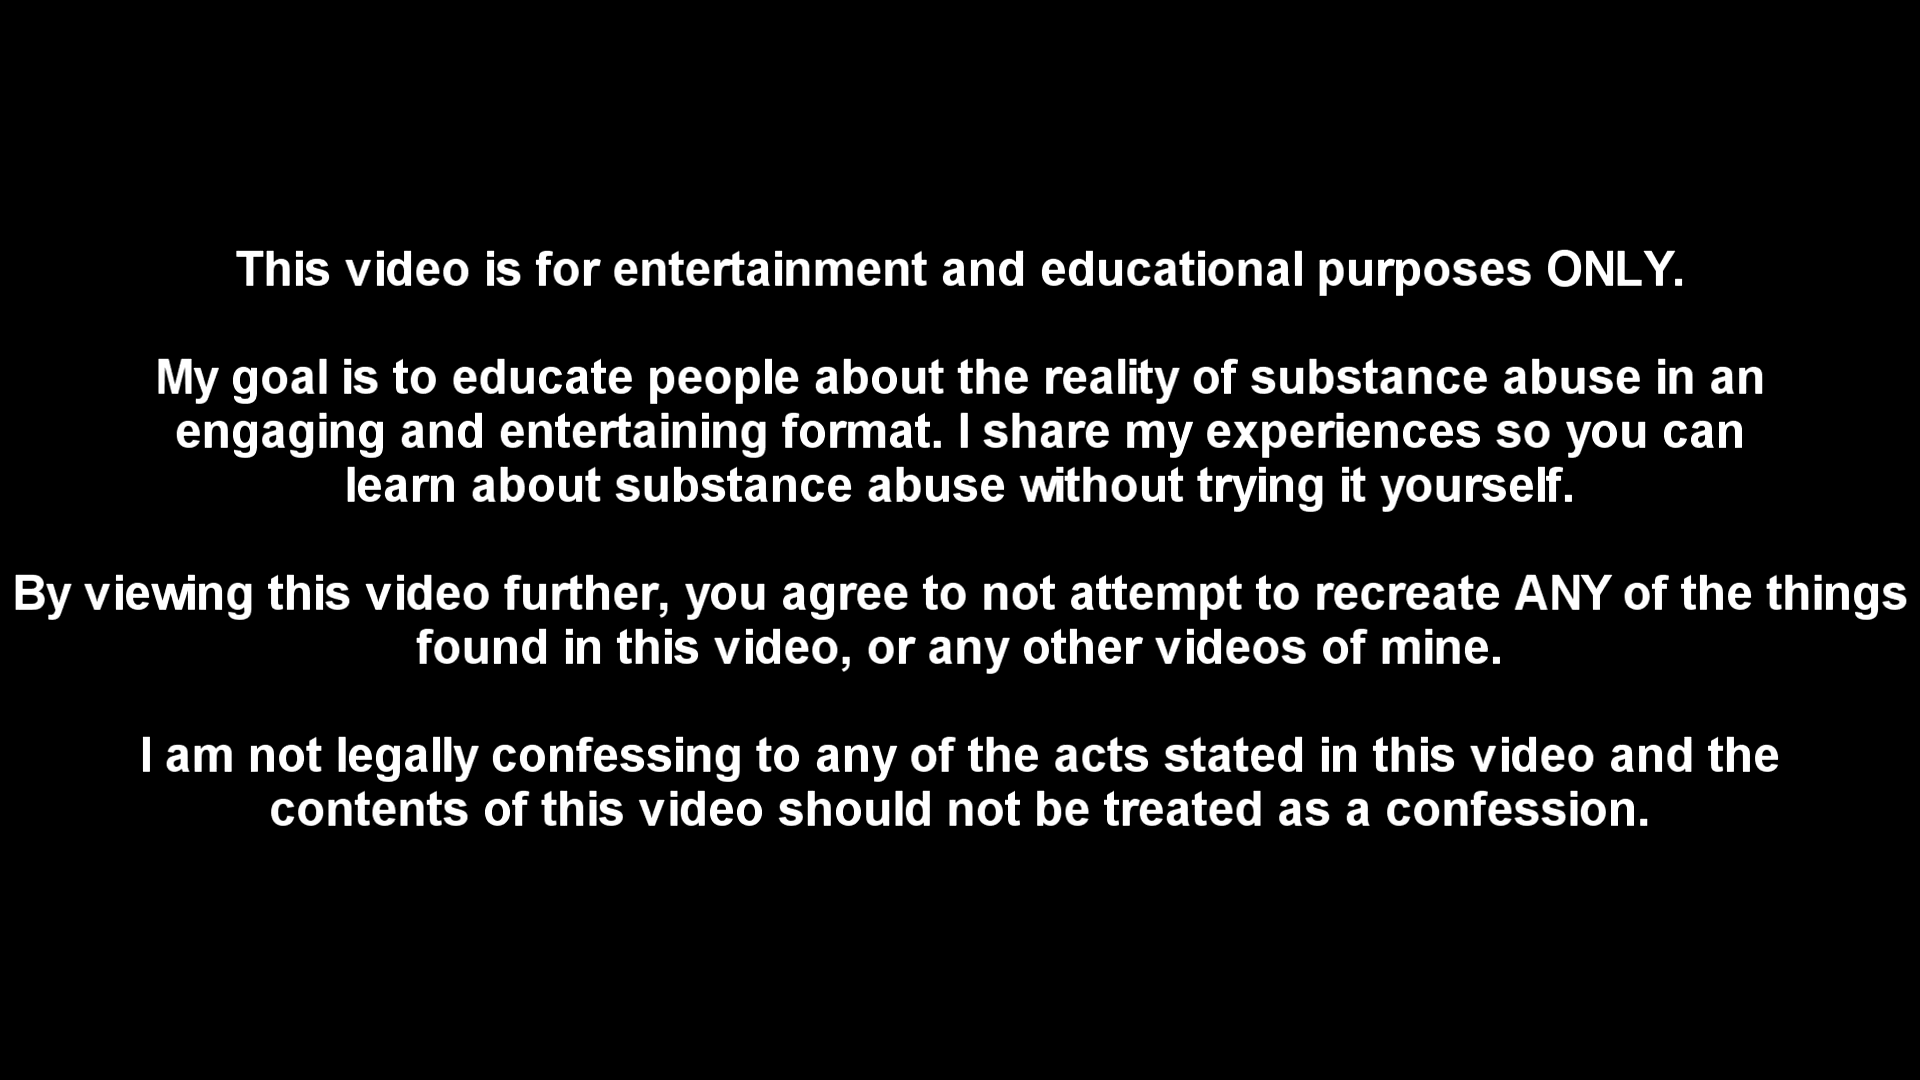 This video is for entertainment and educational purposes ONLY.
My goal is to educate people about the reality of substance abuse in an
engaging and entertaining format. I share my experiences so you can
learn about substance abuse without trying it yourself.
By viewing this video further, you agree to not attempt to recreate ANY of the things
found in this video, or any other videos of mine.
I am not legally confessing to any of the acts stated in this video and the
contents of this video should not be treated as a confession.